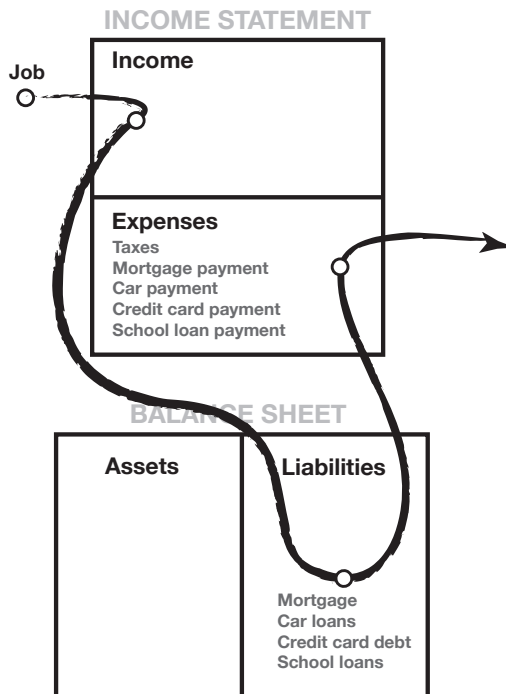 INCOME STATEMENT
Job
Income
Expenses
Taxes
Mortgage payment
Car payment
Credit card payment
School loan payment
BALANCE SHEET
Assets
Liabilities
Mortgage
Car loans
Credit card debt
School loans